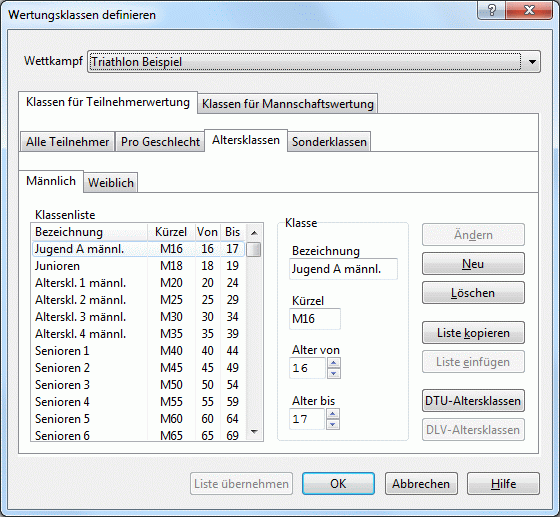 Wertungsklassen definieren
Wettkampf Triathlon Beispiel
Klassen für Teilnehmerwertung Klassen für Mannschaftswertung
Alle Teilnehmer Pro Geschlecht Altersklassen Sonderklassen
Männlich Weiblich
Klassenliste
Bezeichnung Kürzel Von Bis
Jugend A männl. M16 16 17
Junioren M18 18 19
Alterskl. 1 männl. M20 20 24
Alterskl. 2 männl. M25 25 29
Alterskl. 3 männl. M30 30 34
Alterskl. 4 männl. M35 35 39
Senioren 1 M40 40 44
Senioren 2 M45 45 49
Senioren 3 M50 50 54
Senioren 4 M55 55 59
Senioren 5 M60 60 64
Senioren 6 M65 65 69
Klasse
Bezeichnung
Jugend A männl.
Kürzel
M16
Alter von
16
Alter bis
17
Ändern
Neu
Löschen
Liste kopieren
Liste einfügen
DTU-Altersklassen
DLV-Altersklassen
Liste übernehmen OK Abbrechen Hilfe